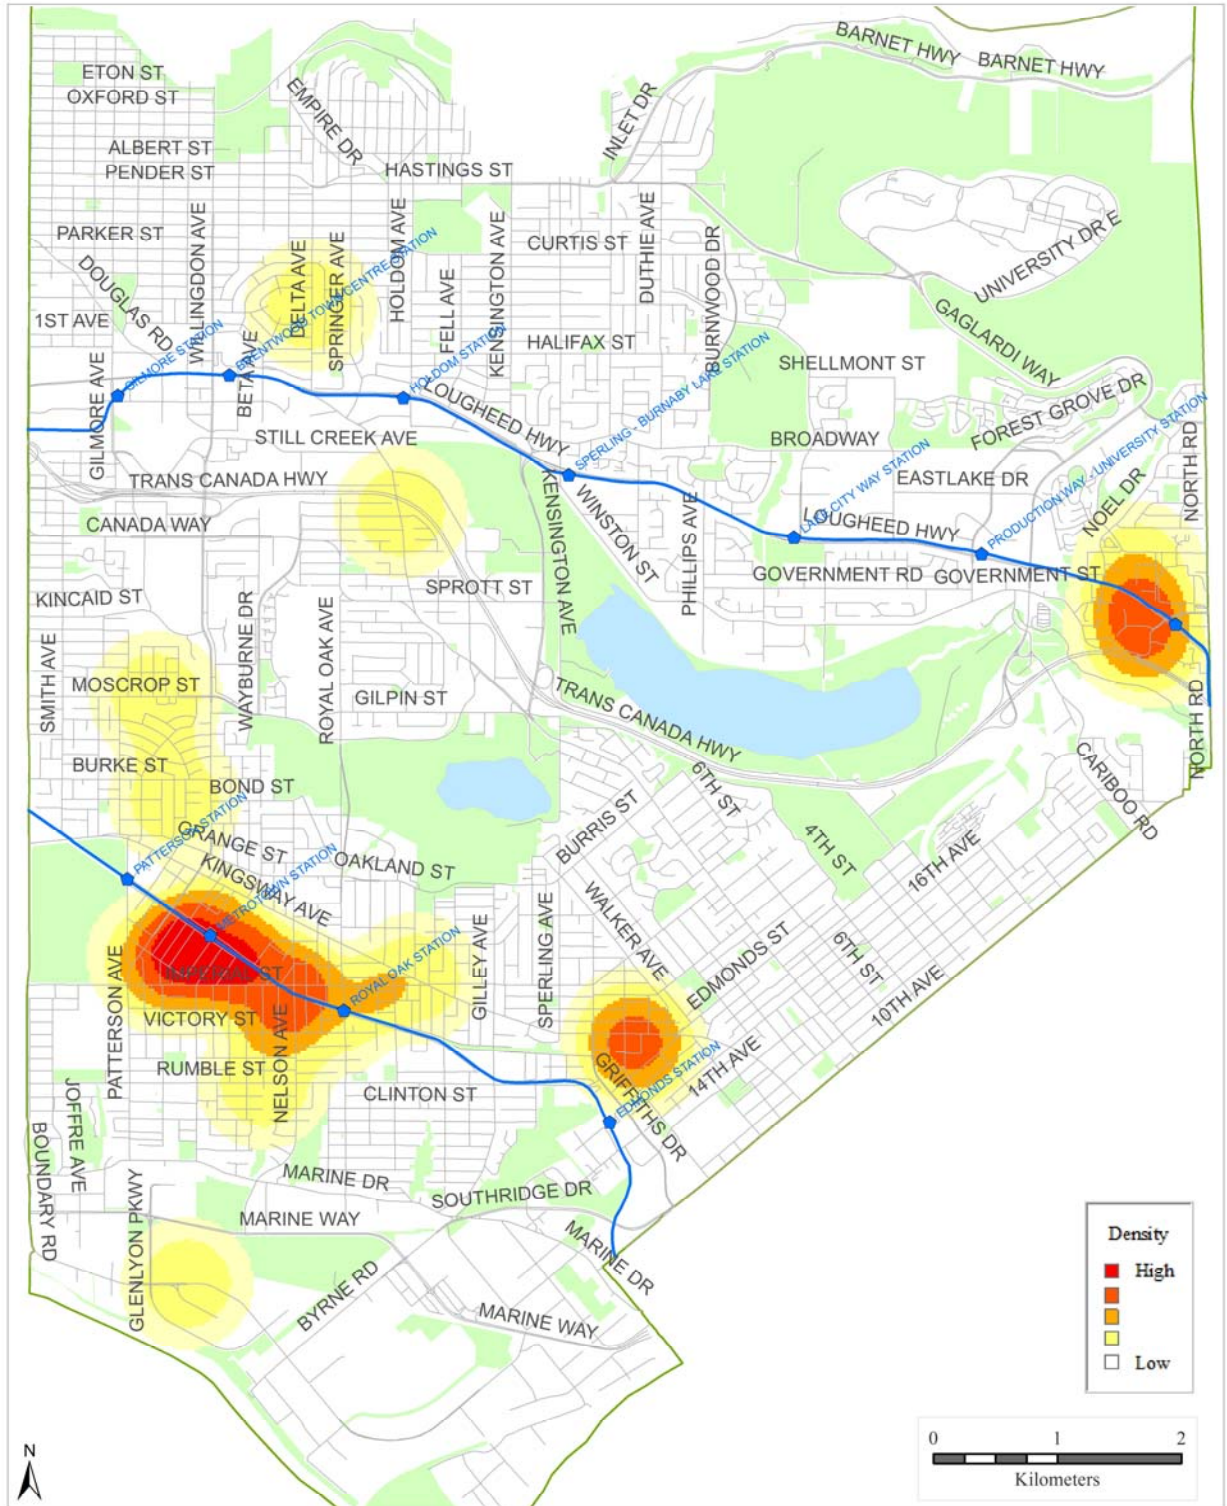 BARNET HWY
BARNET HWY
ETON ST
OXFORD ST
EMPIRE DR
INLET DR
ALBERT ST
PENDER ST
HASTINGS ST
PARKER ST
WILLINGDON AVE
DELTA AVE
SPRINGER AVE
HOLDOM AVE
KENSINGTON AVE
CURTIS ST
DUTHIE AVE
BURNWOOD DR
UNIVERSITY DR E
DOUGLAS RD
BRENTWOOD TOWN CENTRE STATION
FELL AVE
1ST AVE
GILMORE STATION
HOLDOM STATION
HALIFAX ST
GAGLARDI WAY
SHELLMONT ST
GILMORE AVE
BETA AVE
LOUGHEED HWY
SPERLING - BURNABY LAKE STATION
FOREST GROVE DR
STILL CREEK AVE
BROADWAY
NORTH RD
TRANS CANADA HWY
KENSINGTON AVE
WINSTON ST
PHILLIPS AVE
LAKE CITY WAY STATION
EASTLAKE DR
PRODUCTION WAY - UNIVERSITY STATION
NOEL DR
CANADA WAY
LOUGHEED HWY
KINCAID ST
SPROTT ST
GOVERNMENT RD
GOVERNMENT ST
SMITH AVE
WAYBURNE DR
ROYAL OAK AVE
MOSCROP ST
GILPIN ST
TRANS CANADA HWY
NORTH RD
BURKE ST
BOND ST
6TH ST
CARIBOO RD
PATTERSON STATION
GRANGE ST
OAKLAND ST
BURRIS ST
4TH ST
16TH AVE
KINGSWAY AVE
METROTOWN STATION
WALKER AVE
PATTERSON AVE
IMPERIAL ST
ROYAL OAK STATION
GILLEY AVE
SPERLING AVE
EDMONDS ST
6TH ST
10TH AVE
VICTORY ST
NELSON AVE
RUMBLE ST
CLINTON ST
GRIFFITHS DR
EDMONDS STATION
14TH AVE
JOFFRE AVE
BOUNDARY RD
MARINE DR
SOUTHRIDGE DR
GLENLYON PKWY
MARINE WAY
MARINE DR
BYRNE RD
MARINE WAY
Density
High
Low
N
0 1 2
Kilometers